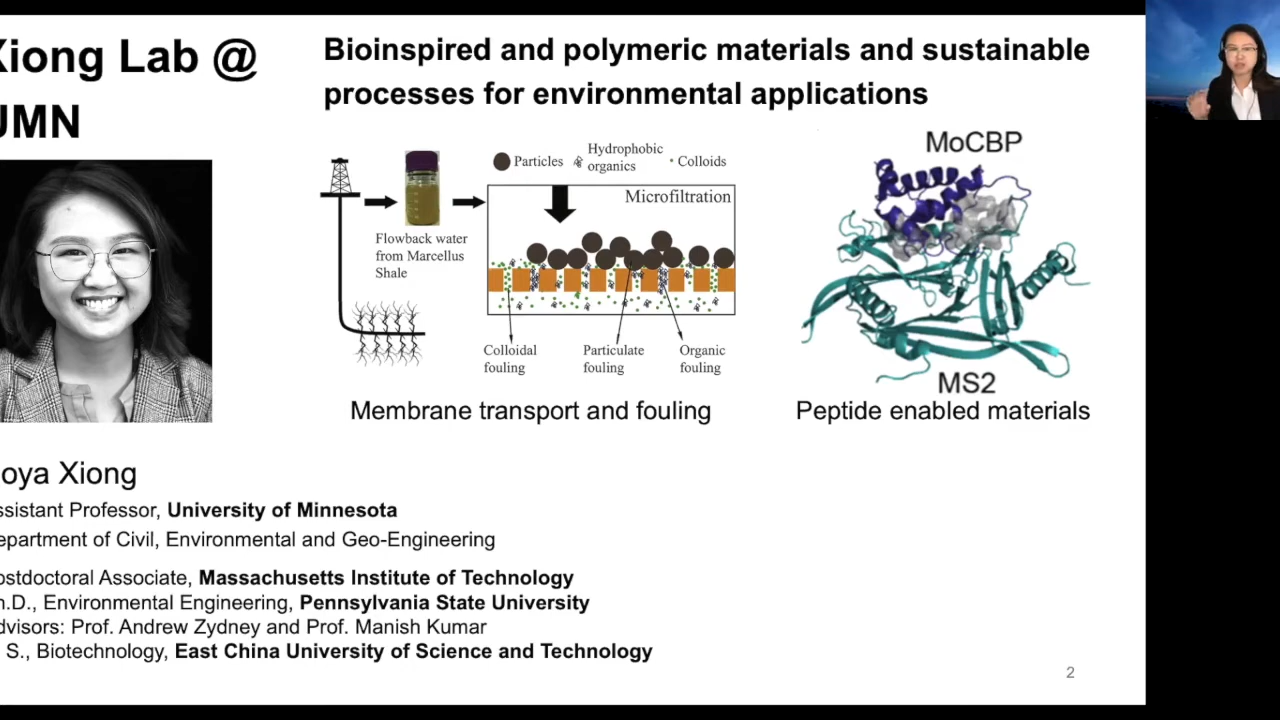 Xiong Lab @
UMN
Bioinspired and polymeric materials and sustainable
processes for environmental applications
Particles
Hydrophobic
organics
Colloids
Microfiltration
Flowback water
from Marcellus
Shale
Colloidal
fouling
Particulate
fouling
Organic
fouling
Membrane transport and fouling
MoCBP
MS2
Peptide enabled materials
oya Xiong
ssistant Professor, University of Minnesota
epartment of Civil, Environmental and Geo-Engineering
ostdoctoral Associate, Massachusetts Institute of Technology
h.D., Environmental Engineering, Pennsylvania State University
dvisors: Prof. Andrew Zydney and Prof. Manish Kumar
S., Biotechnology, East China University of Science and Technology
2